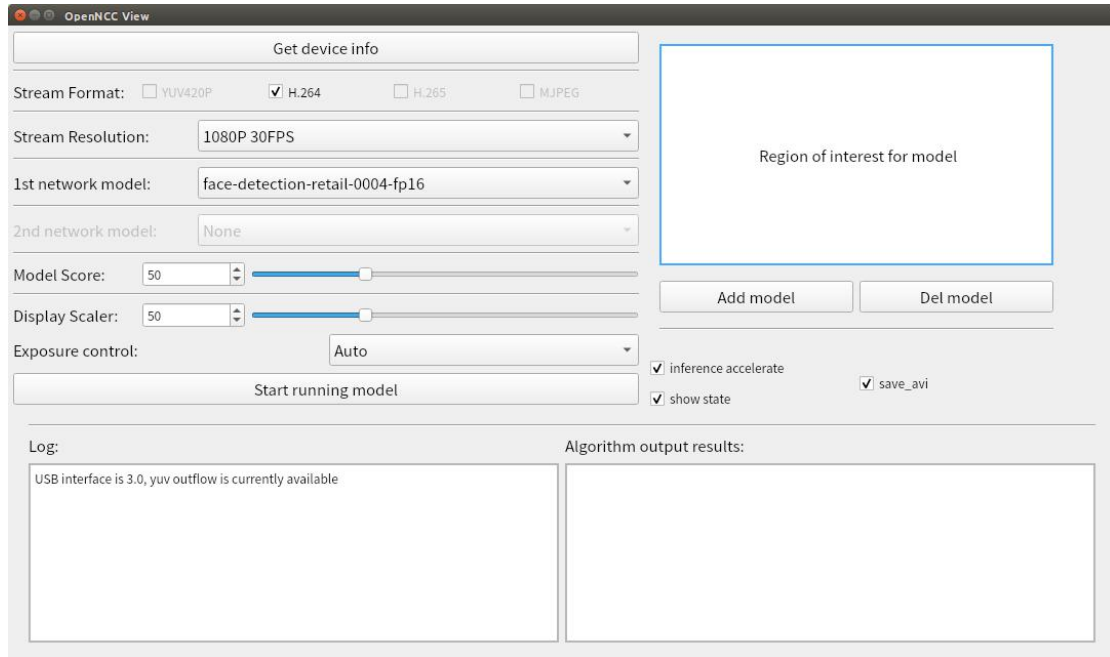 OpenNCC View
Get device info
Stream Format: YUV420P H.264 H.265 MJPEG
Stream Resolution: 1080P 30FPS
1st network model: face-detection-retail-0004-fp16
2nd network model: None
Model Score: 50
Display Scaler: 50
Exposure control: Auto
Start running model
Region of interest for model
Add model Del model
inference accelerate
show state
save_avi
Log:
USB interface is 3.0, yuv outflow is currently available
Algorithm output results: